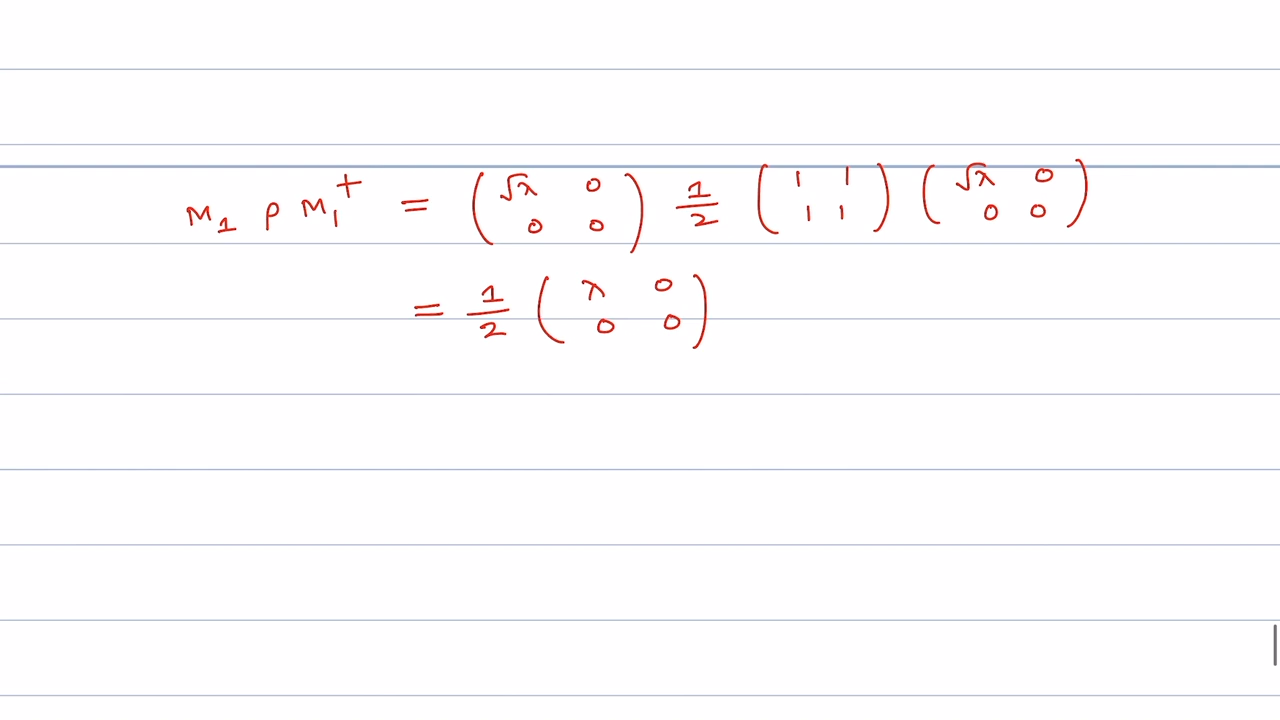 M₁ ρ M₁† = (√λ 0 / 0 0) 1/2 (1 1 / 1 1) (√λ 0 / 0 0)
= 1/2 (λ 0 / 0 0)